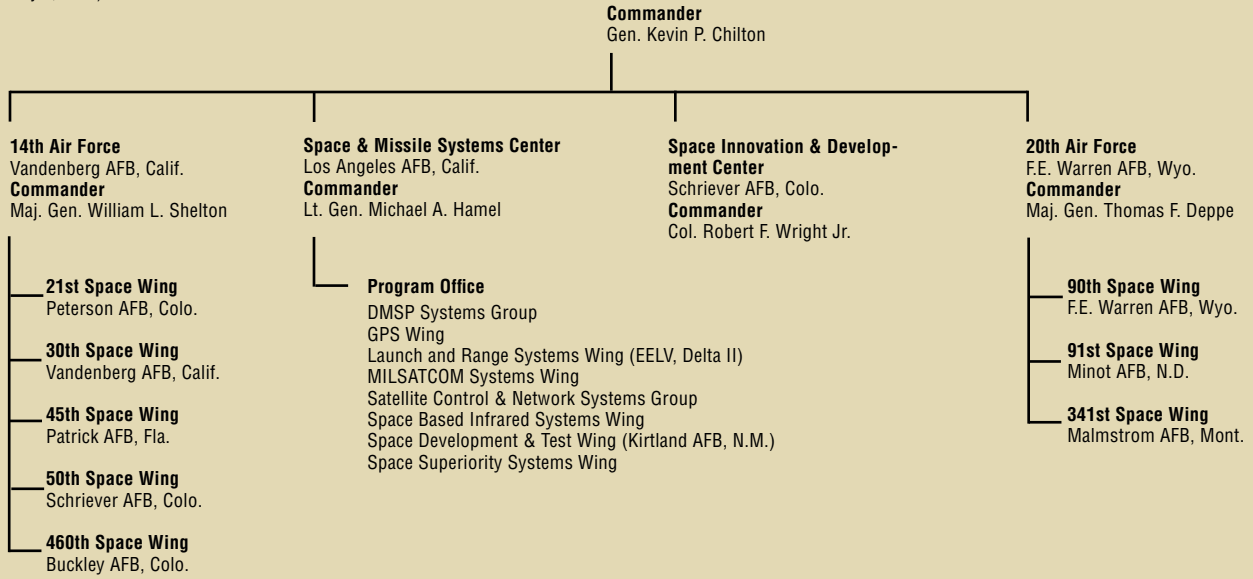 Commander
Gen. Kevin P. Chilton
14th Air Force
Vandenberg AFB, Calif.
Commander
Maj. Gen. William L. Shelton
21st Space Wing
Peterson AFB, Colo.
30th Space Wing
Vandenberg AFB, Calif.
45th Space Wing
Patrick AFB, Fla.
50th Space Wing
Schriever AFB, Colo.
460th Space Wing
Buckley AFB, Colo.
Space & Missile Systems Center
Los Angeles AFB, Calif.
Commander
Lt. Gen. Michael A. Hamel
Program Office
DMSP Systems Group
GPS Wing
Launch and Range Systems Wing (EELV, Delta II)
MILSATCOM Systems Wing
Satellite Control & Network Systems Group
Space Based Infrared Systems Wing
Space Development & Test Wing (Kirtland AFB, N.M.)
Space Superiority Systems Wing
Space Innovation & Develop-
ment Center
Schriever AFB, Colo.
Commander
Col. Robert F. Wright Jr.
20th Air Force
F.E. Warren AFB, Wyo.
Commander
Maj. Gen. Thomas F. Deppe
90th Space Wing
F.E. Warren AFB, Wyo.
91st Space Wing
Minot AFB, N.D.
341st Space Wing
Malmstrom AFB, Mont.